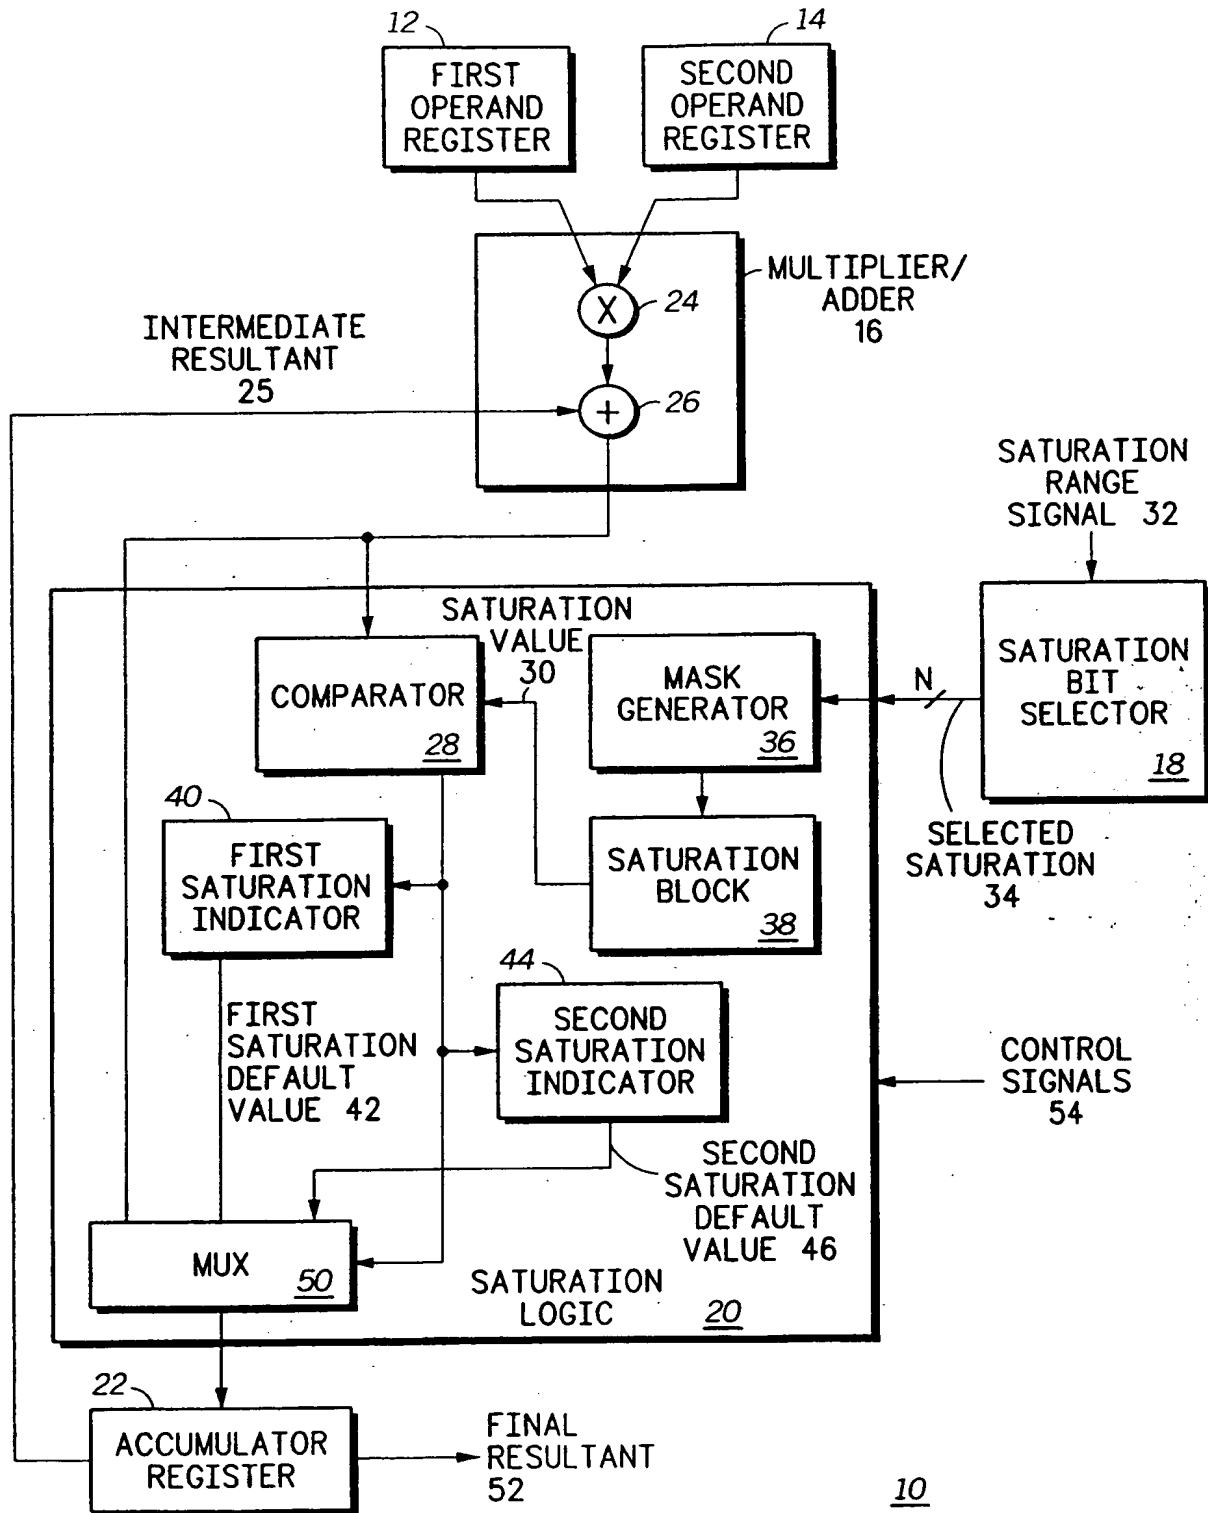 12
FIRST
OPERAND
REGISTER
14
SECOND
OPERAND
REGISTER
MULTIPLIER/
ADDER
16
X
24
INTERMEDIATE
RESULTANT
25
+
26
SATURATION
RANGE
SIGNAL 32
SATURATION
VALUE
30
COMPARATOR
28
MASK
GENERATOR
36
N
SATURATION
BIT
SELECTOR
18
SELECTED
SATURATION
34
40
FIRST
SATURATION
INDICATOR
SATURATION
BLOCK
38
44
SECOND
SATURATION
INDICATOR
FIRST
SATURATION
DEFAULT
VALUE 42
CONTROL
SIGNALS
54
SECOND
SATURATION
DEFAULT
VALUE 46
MUX
50
SATURATION
LOGIC
20
22
ACCUMULATOR
REGISTER
FINAL
RESULTANT
52
10